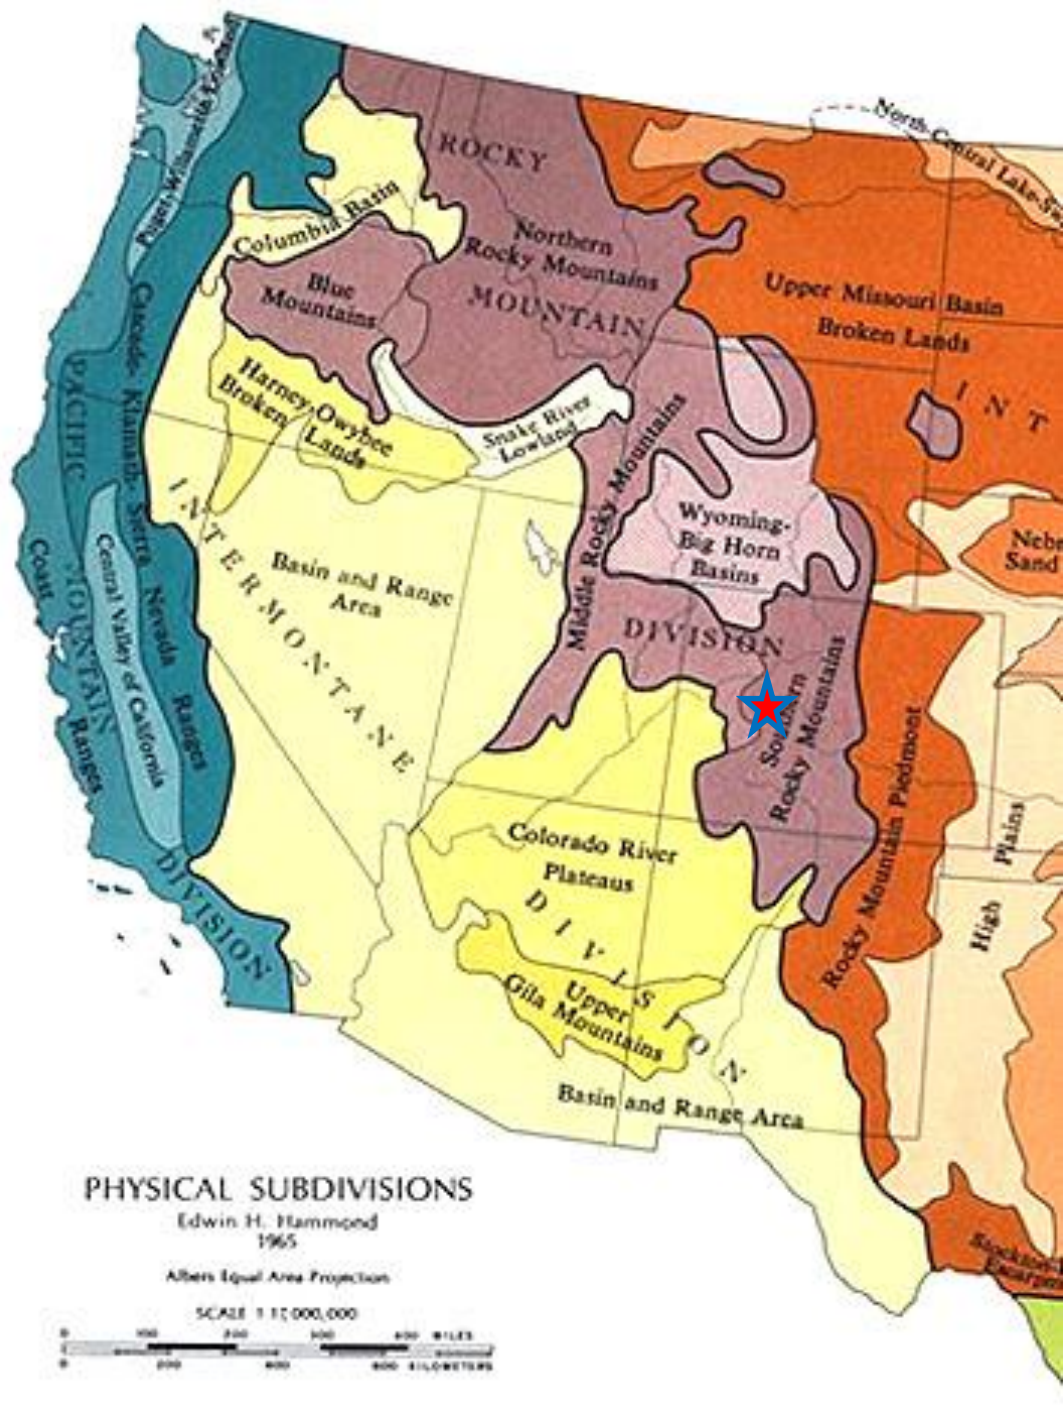 ROCKY
Northern
Rocky Mountains
MOUNTAIN
Columbia Basin
Blue
Mountains
Upper Missouri Basin
Broken Lands
INT
Harney-Owyhee
Broken Lands
Snake River
Lowland
Middle Rocky Mountains
Wyoming-
Big Horn
Basins
DIVISION
Southern
Rocky Mountains
PACIFIC
MOUNTAIN
DIVISION
Coast
Ranges
Cascade-Klamath-Sierra Nevada Ranges
Central Valley of California
INTERMONTANE
Basin and Range
Area
Colorado River
Plateaus
DIVISION
Upper
Gila Mountains
Basin and Range Area
Rocky Mountain Piedmont
High Plains
Nebr
Sand
North-Central Lake-S
PHYSICAL SUBDIVISIONS
Edwin H. Hammond
1965
Albers Equal Area Projection
MILES
KILOMETERS